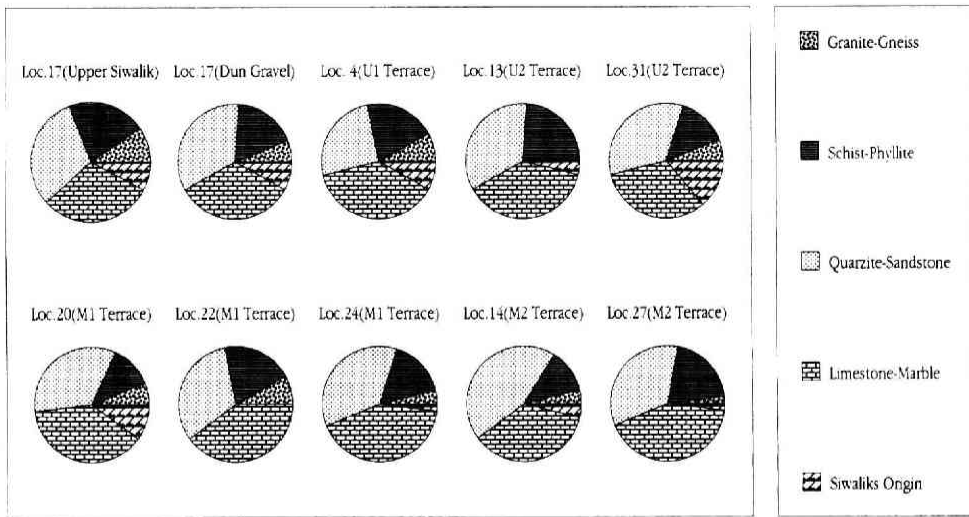 Loc.17(Upper Siwalik) Loc.17(Dun Gravel) Loc. 4(U1 Terrace) Loc.13(U2 Terrace) Loc.31(U2 Terrace)
Loc.20(M1 Terrace) Loc.22(M1 Terrace) Loc.24(M1 Terrace) Loc.14(M2 Terrace) Loc.27(M2 Terrace)
Granite-Gneiss
Schist-Phyllite
Quarzite-Sandstone
Limestone-Marble
Siwaliks Origin